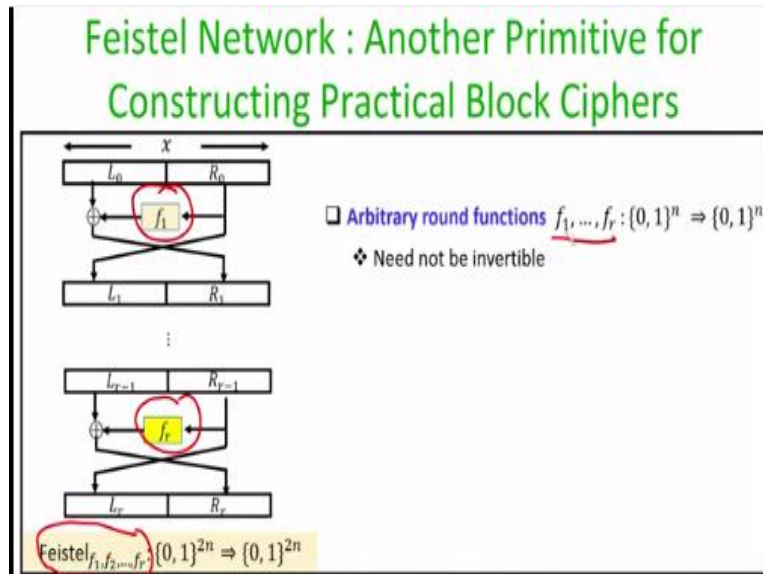 Feistel Network : Another Primitive for
Constructing Practical Block Ciphers
x
L₀ R₀
⊕ f₁
L₁ R₁
⋮
Lᵣ₋₁ Rᵣ₋₁
⊕ fᵣ
Lᵣ Rᵣ
Feistel_{f₁,f₂,…,fᵣ}: {0, 1}²ⁿ ⇒ {0, 1}²ⁿ
❑ Arbitrary round functions f₁, …, fᵣ : {0, 1}ⁿ ⇒ {0, 1}ⁿ
❖ Need not be invertible